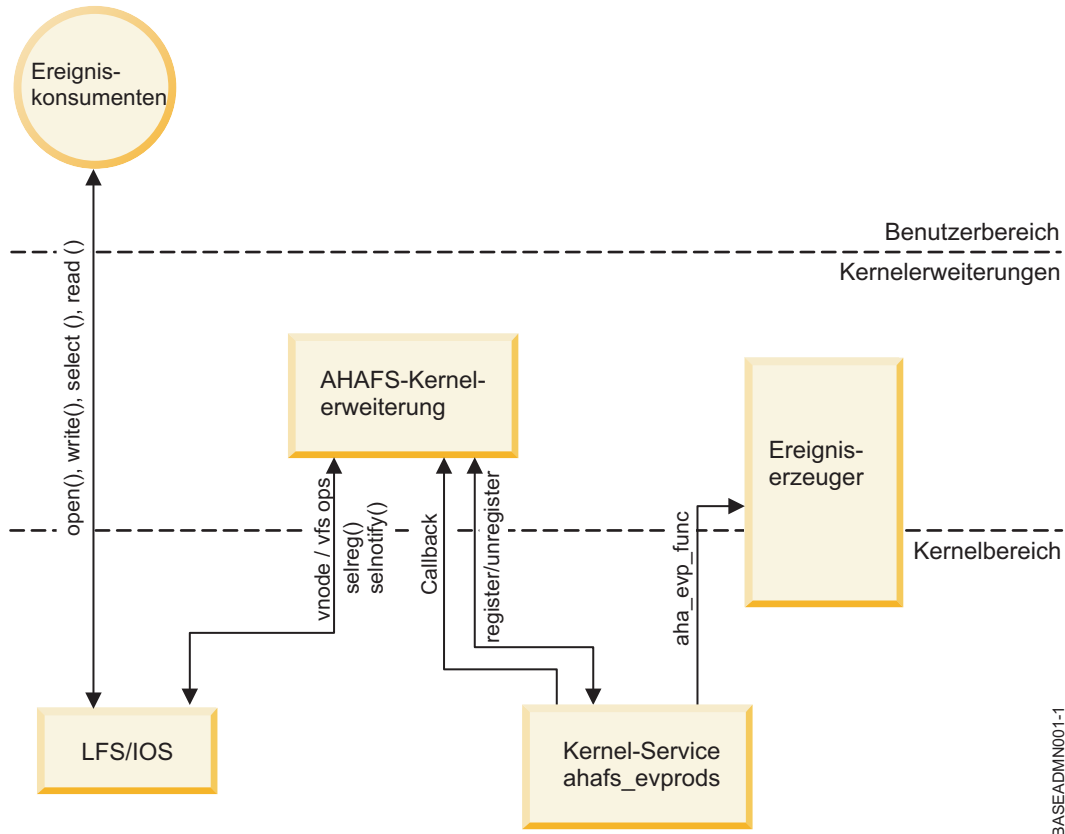 Ereignis-
konsumenten
open(), write(), select (), read ()
Benutzerbereich
Kernelerweiterungen
AHAFS-Kernel-
erweiterung
Ereignis-
erzeuger
vnode / vfs ops
selreg()
selnotify()
Callback
register/unregister
aha_evp_func
Kernelbereich
LFS/IOS
Kernel-Service
ahafs_evprods
BASEADMN001-1